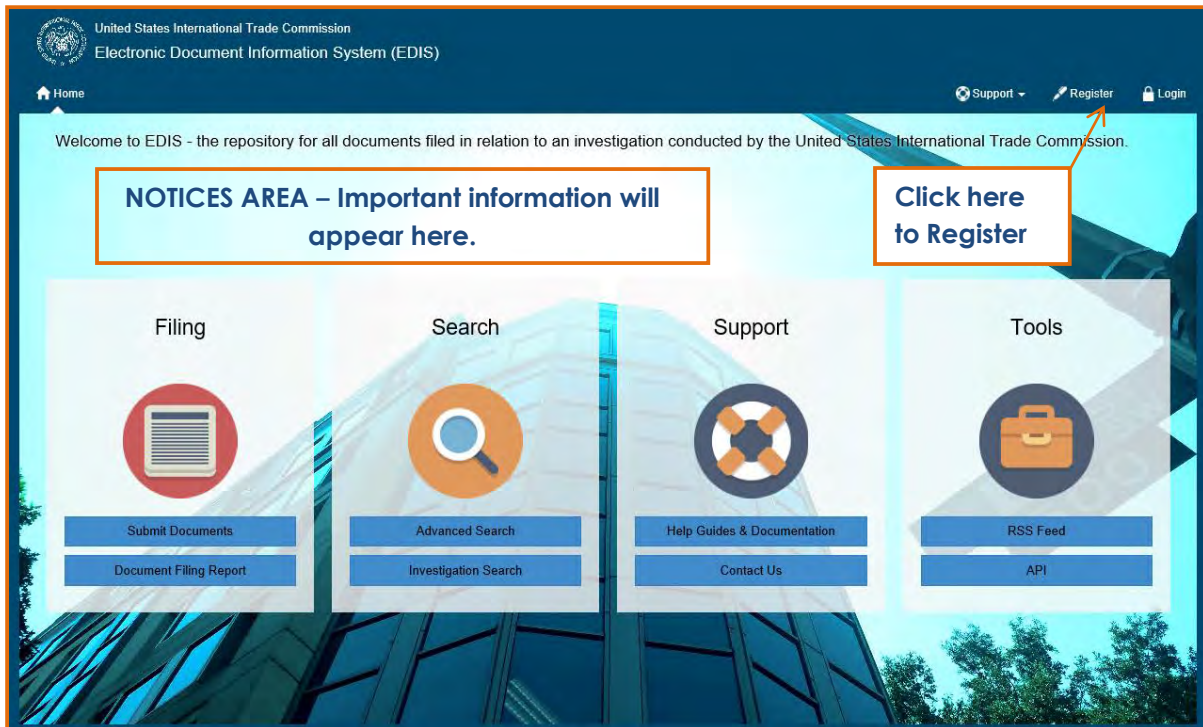 United States International Trade Commission
Electronic Document Information System (EDIS)
Home
Support
Register
Login
Welcome to EDIS - the repository for all documents filed in relation to an investigation conducted by the United States International Trade Commission.
NOTICES AREA – Important information will
appear here.
Click here
to Register
Filing
Search
Support
Tools
Submit Documents
Advanced Search
Help Guides & Documentation
RSS Feed
Document Filing Report
Investigation Search
Contact Us
API